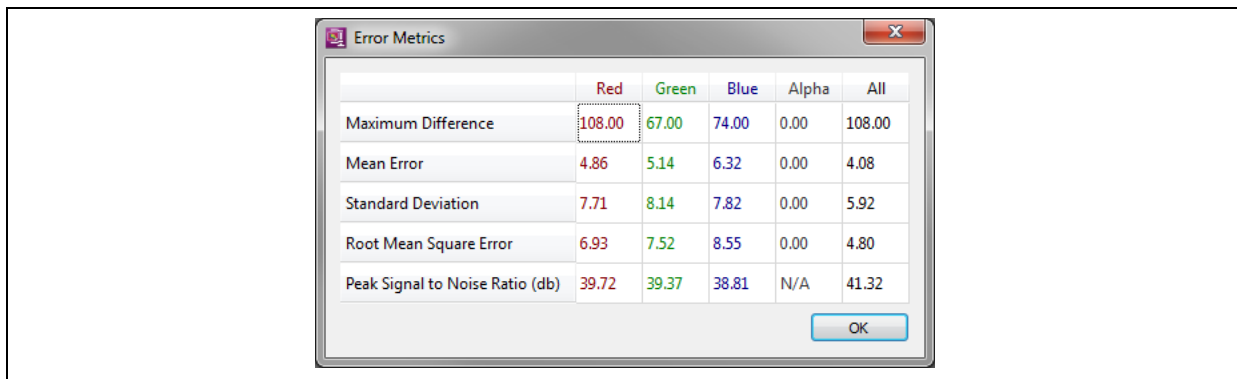 Error Metrics
Red Green Blue Alpha All
Maximum Difference 108.00 67.00 74.00 0.00 108.00
Mean Error 4.86 5.14 6.32 0.00 4.08
Standard Deviation 7.71 8.14 7.82 0.00 5.92
Root Mean Square Error 6.93 7.52 8.55 0.00 4.80
Peak Signal to Noise Ratio (db) 39.72 39.37 38.81 N/A 41.32
OK